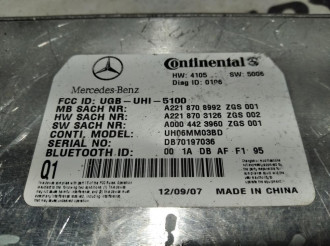 Mercedes-Benz
Continental
HW: 4105 SW: 5006
Diag ID: 0106
FCC ID: UGB-UHI-5100
MB SACH NR: A221 870 8992 ZGS 001
HW SACH NR: A221 870 3126 ZGS 002
SW SACH NR: A000 442 3960 ZGS 001
CONTI, MODEL: UH06MM03BD
SERIAL NO: DB70197036
BLUETOOTH ID: 00 1A DB AF F1 95
Q1
12/09/07 MADE IN CHINA